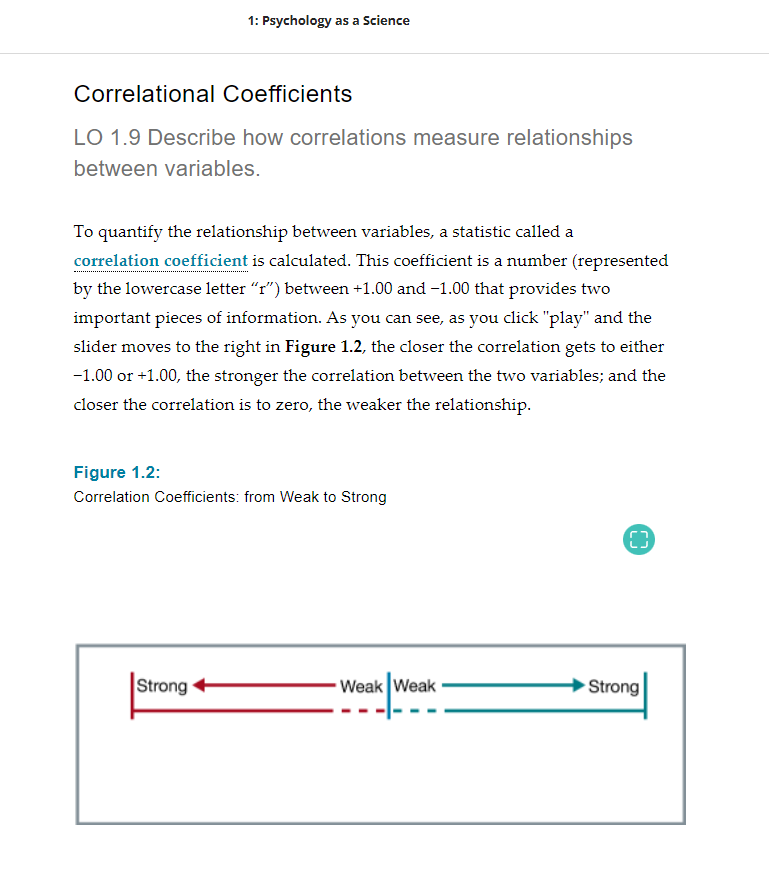 1: Psychology as a Science
Correlational Coefficients
LO 1.9 Describe how correlations measure relationships
between variables.
To quantify the relationship between variables, a statistic called a
correlation coefficient is calculated. This coefficient is a number (represented
by the lowercase letter “r”) between +1.00 and −1.00 that provides two
important pieces of information. As you can see, as you click "play" and the
slider moves to the right in Figure 1.2, the closer the correlation gets to either
−1.00 or +1.00, the stronger the correlation between the two variables; and the
closer the correlation is to zero, the weaker the relationship.
Figure 1.2:
Correlation Coefficients: from Weak to Strong
Strong Weak Weak Strong